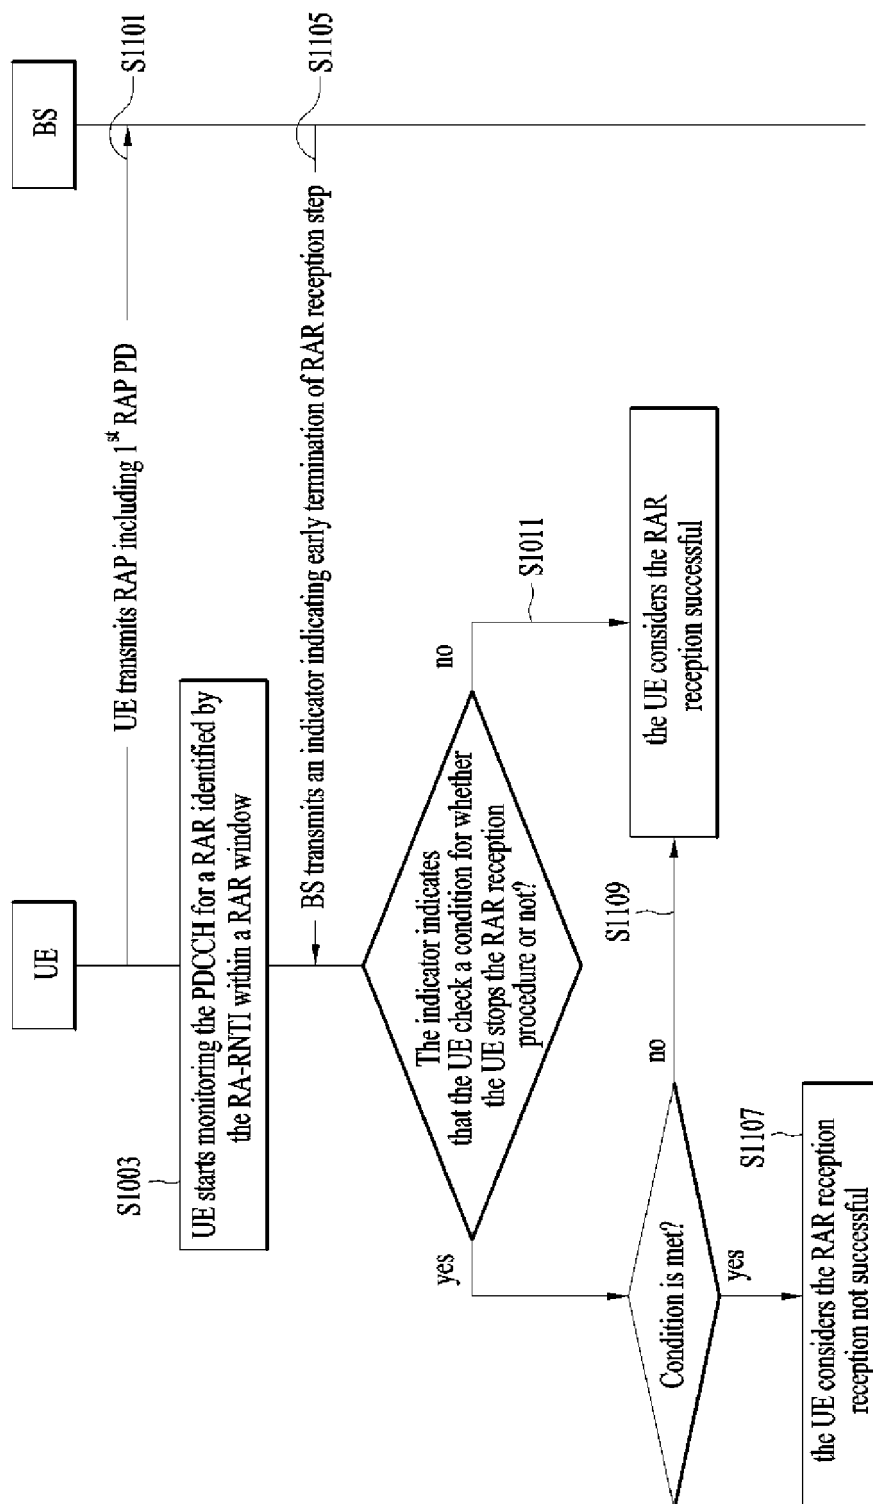 UE
BS
UE transmits RAP including 1st RAP PD
S1101
S1003
UE starts monitoring the PDCCH for a RAR identified by
the RA-RNTI within a RAR window
BS transmits an indicator indicating early termination of RAR reception step
S1105
The indicator indicates
that the UE check a condition for whether
the UE stops the RAR reception
procedure or not?
yes
no
S1011
Condition is met?
no
S1109
the UE considers the RAR
reception successful
yes
S1107
the UE considers the RAR reception
reception not successful